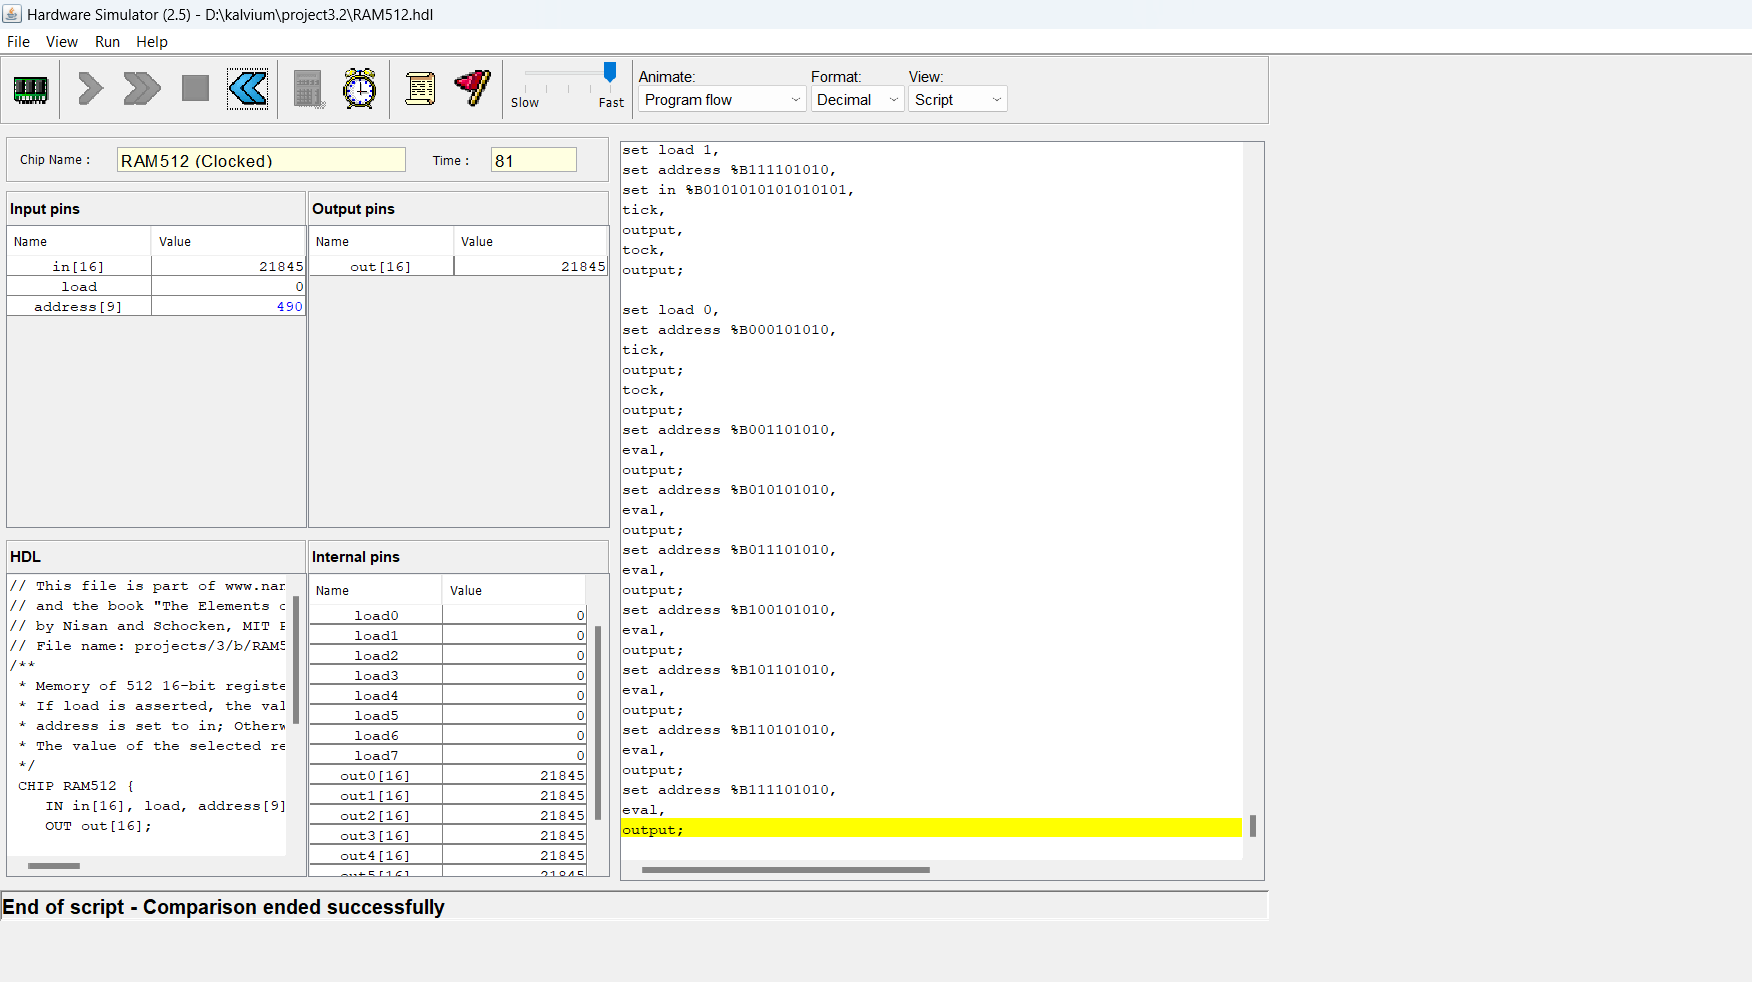 Hardware Simulator (2.5) - D:\kalvium\project3.2\RAM512.hdl
File View Run Help
Slow Fast
Animate: Format: View:
Program flow Decimal Script
Chip Name : RAM512 (Clocked) Time : 81
Input pins
Name Value
in[16] 21845
load 0
address[9] 490
Output pins
Name Value
out[16] 21845
HDL
// This file is part of www.nan
// and the book "The Elements o
// by Nisan and Schocken, MIT P
// File name: projects/3/b/RAM5
/**
* Memory of 512 16-bit registe
* If load is asserted, the val
* address is set to in; Otherw
* The value of the selected re
*/
CHIP RAM512 {
IN in[16], load, address[9]
OUT out[16];
Internal pins
Name Value
load0 0
load1 0
load2 0
load3 0
load4 0
load5 0
load6 0
load7 0
out0[16] 21845
out1[16] 21845
out2[16] 21845
out3[16] 21845
out4[16] 21845
out5[16] 21845
set load 1,
set address %B111101010,
set in %B0101010101010101,
tick,
output,
tock,
output;
set load 0,
set address %B000101010,
tick,
output;
tock,
output;
set address %B001101010,
eval,
output;
set address %B010101010,
eval,
output;
set address %B011101010,
eval,
output;
set address %B100101010,
eval,
output;
set address %B101101010,
eval,
output;
set address %B110101010,
eval,
output;
set address %B111101010,
eval,
output;
End of script - Comparison ended successfully